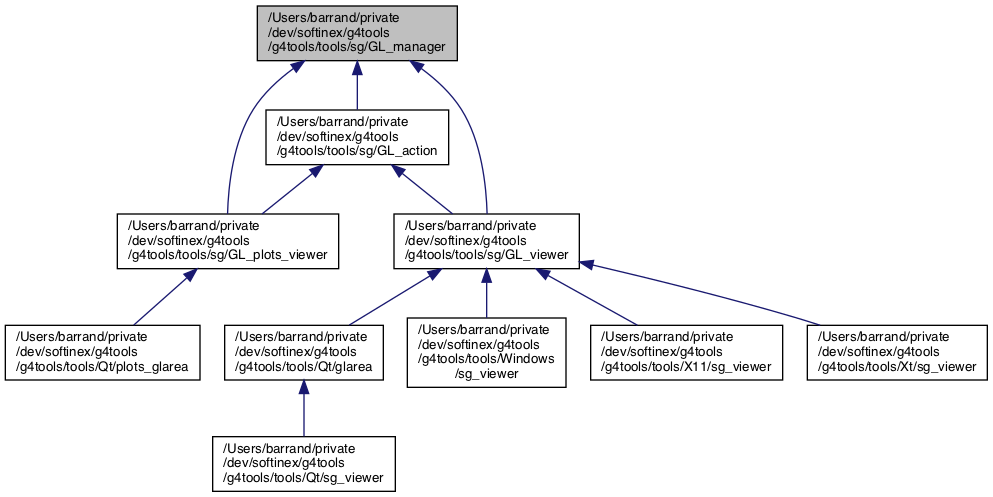 /Users/barrand/private
/dev/softinex/g4tools
/g4tools/tools/sg/GL_manager
/Users/barrand/private
/dev/softinex/g4tools
/g4tools/tools/sg/GL_action
/Users/barrand/private
/dev/softinex/g4tools
/g4tools/tools/sg/GL_plots_viewer
/Users/barrand/private
/dev/softinex/g4tools
/g4tools/tools/sg/GL_viewer
/Users/barrand/private
/dev/softinex/g4tools
/g4tools/tools/Qt/plots_glarea
/Users/barrand/private
/dev/softinex/g4tools
/g4tools/tools/Qt/glarea
/Users/barrand/private
/dev/softinex/g4tools
/g4tools/tools/Windows
/sg_viewer
/Users/barrand/private
/dev/softinex/g4tools
/g4tools/tools/X11/sg_viewer
/Users/barrand/private
/dev/softinex/g4tools
/g4tools/tools/Xt/sg_viewer
/Users/barrand/private
/dev/softinex/g4tools
/g4tools/tools/Qt/sg_viewer